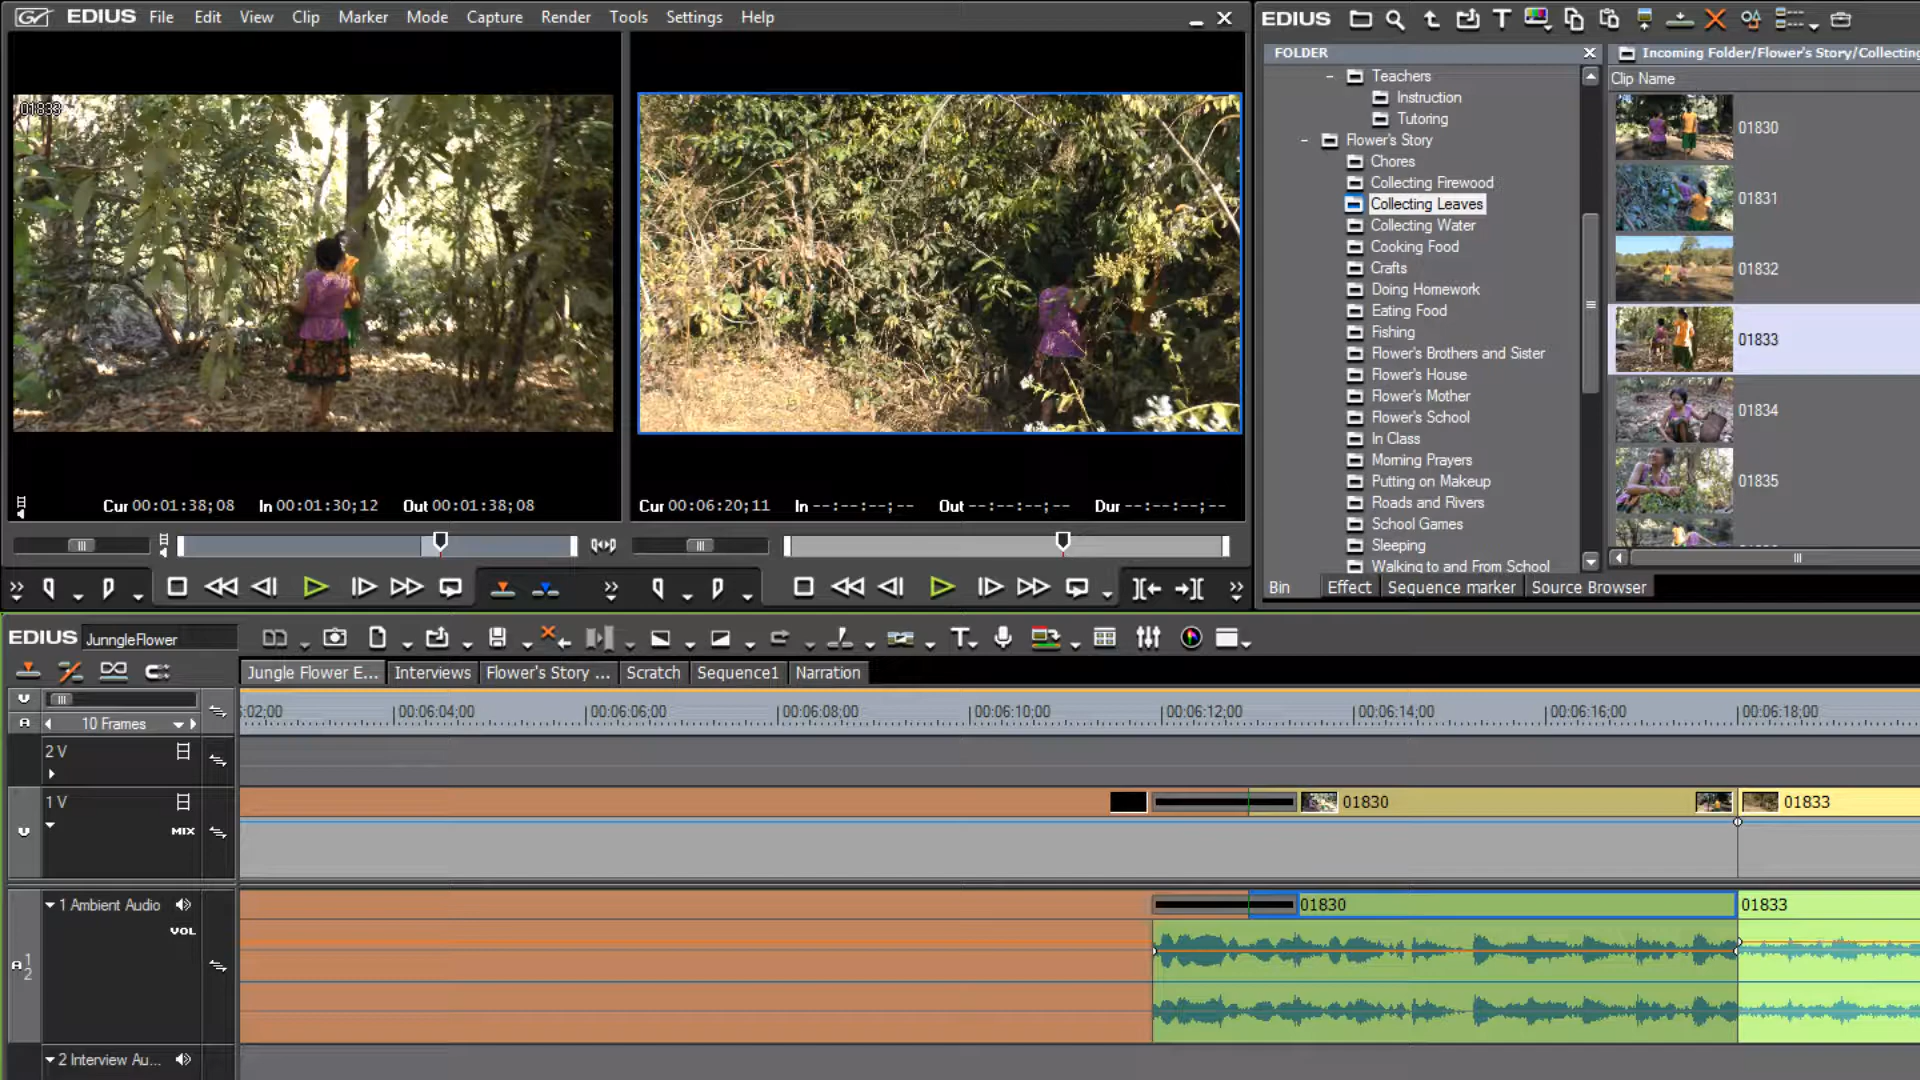 EDIUS File Edit View Clip Marker Mode Capture Render Tools Settings Help
01833
Cur 00:01:38;08 In 00:01:30;12 Out 00:01:38;08
Cur 00:06:20;11 In --:--:--;-- Out --:--:--;-- Dur --:--:--;--
EDIUS
FOLDER
Teachers
Instruction
Tutoring
Flower's Story
Chores
Collecting Firewood
Collecting Leaves
Collecting Water
Cooking Food
Crafts
Doing Homework
Eating Food
Fishing
Flower's Brothers and Sister
Flower's House
Flower's Mother
Flower's School
In Class
Morning Prayers
Putting on Makeup
Roads and Rivers
School Games
Sleeping
Walking to and From School
Incoming Folder/Flower's Story/Collecting
Clip Name
01830
01831
01832
01833
01834
01835
Bin Effect Sequence marker Source Browser
EDIUS JunngleFlower
Jungle Flower E... Interviews Flower's Story ... Scratch Sequence1 Narration
10 Frames
:02;00 00:06:04;00 00:06:06;00 00:06:08;00 00:06:10;00 00:06:12;00 00:06:14;00 00:06:16;00 00:06:18;00
2 V
1 V 01830 01833
MIX
1 Ambient Audio 01830 01833
VOL
A 1 2
2 Interview Au...